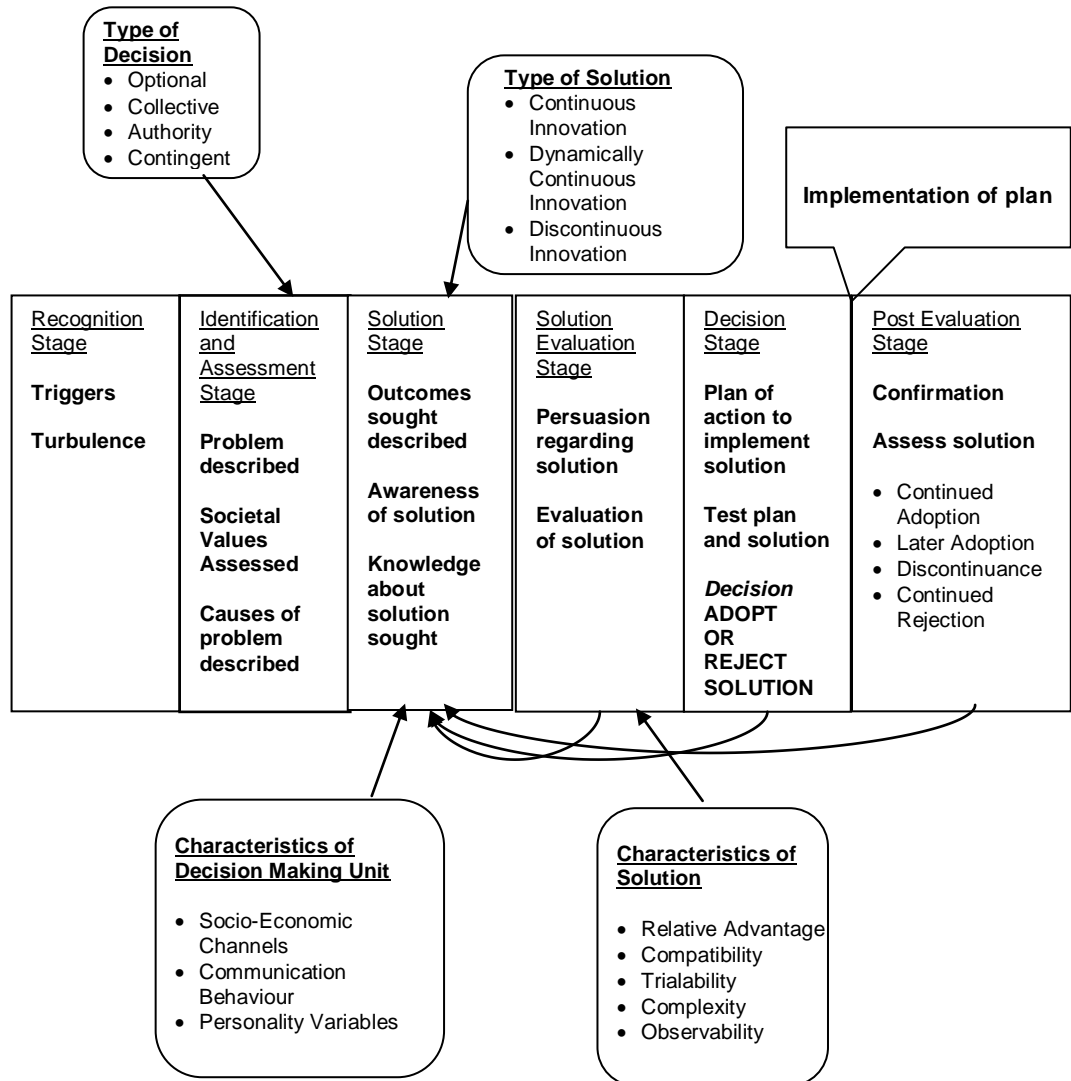 Type of
Decision
• Optional
• Collective
• Authority
• Contingent
Type of Solution
• Continuous
Innovation
• Dynamically
Continuous
Innovation
• Discontinuous
Innovation
Implementation of plan
Recognition
Stage
Triggers
Turbulence
Identification
and
Assessment
Stage
Problem
described
Societal
Values
Assessed
Causes of
problem
described
Solution
Stage
Outcomes
sought
described
Awareness
of solution
Knowledge
about
solution
sought
Solution
Evaluation
Stage
Persuasion
regarding
solution
Evaluation
of solution
Decision
Stage
Plan of
action to
implement
solution
Test plan
and solution
Decision
ADOPT
OR
REJECT
SOLUTION
Post Evaluation
Stage
Confirmation
Assess solution
• Continued
Adoption
• Later Adoption
• Discontinuance
• Continued
Rejection
Characteristics of
Decision Making Unit
• Socio-Economic
Channels
• Communication
Behaviour
• Personality Variables
Characteristics of
Solution
• Relative Advantage
• Compatibility
• Trialability
• Complexity
• Observability